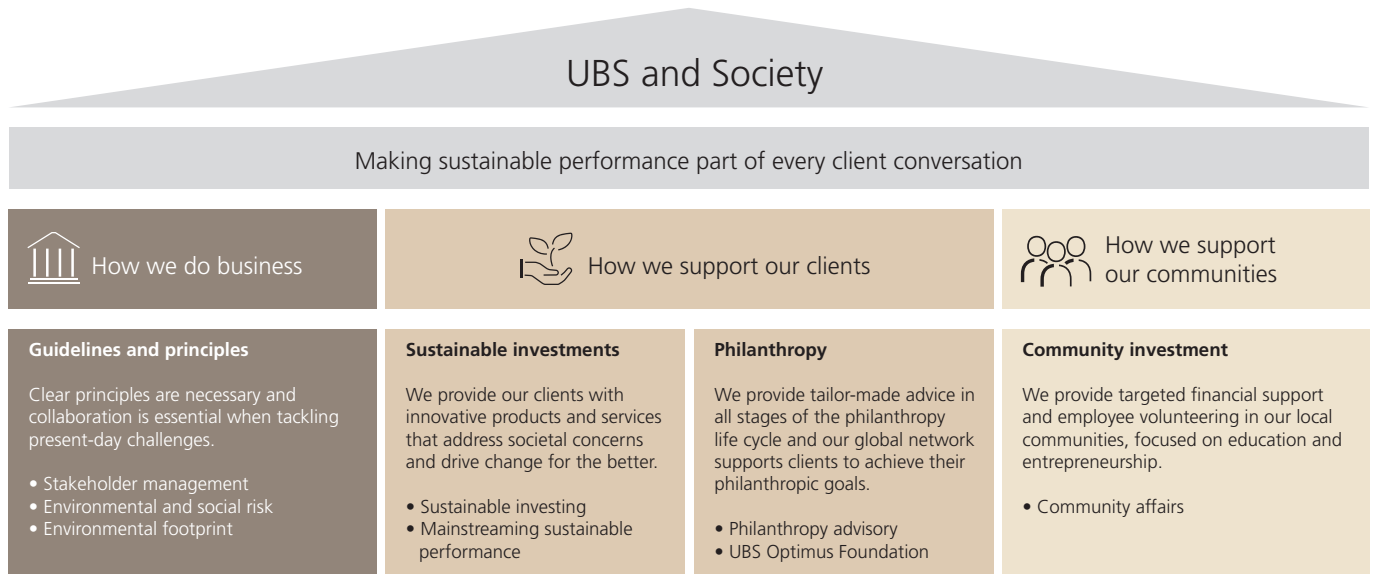 UBS and Society
Making sustainable performance part of every client conversation
How we do business
How we support our clients
How we support
our communities
Guidelines and principles
Clear principles are necessary and
collaboration is essential when tackling
present-day challenges.
• Stakeholder management
• Environmental and social risk
• Environmental footprint
Sustainable investments
We provide our clients with
innovative products and services
that address societal concerns
and drive change for the better.
• Sustainable investing
• Mainstreaming sustainable
performance
Philanthropy
We provide tailor-made advice in
all stages of the philanthropy
life cycle and our global network
supports clients to achieve their
philanthropic goals.
• Philanthropy advisory
• UBS Optimus Foundation
Community investment
We provide targeted financial support
and employee volunteering in our local
communities, focused on education and
entrepreneurship.
• Community affairs